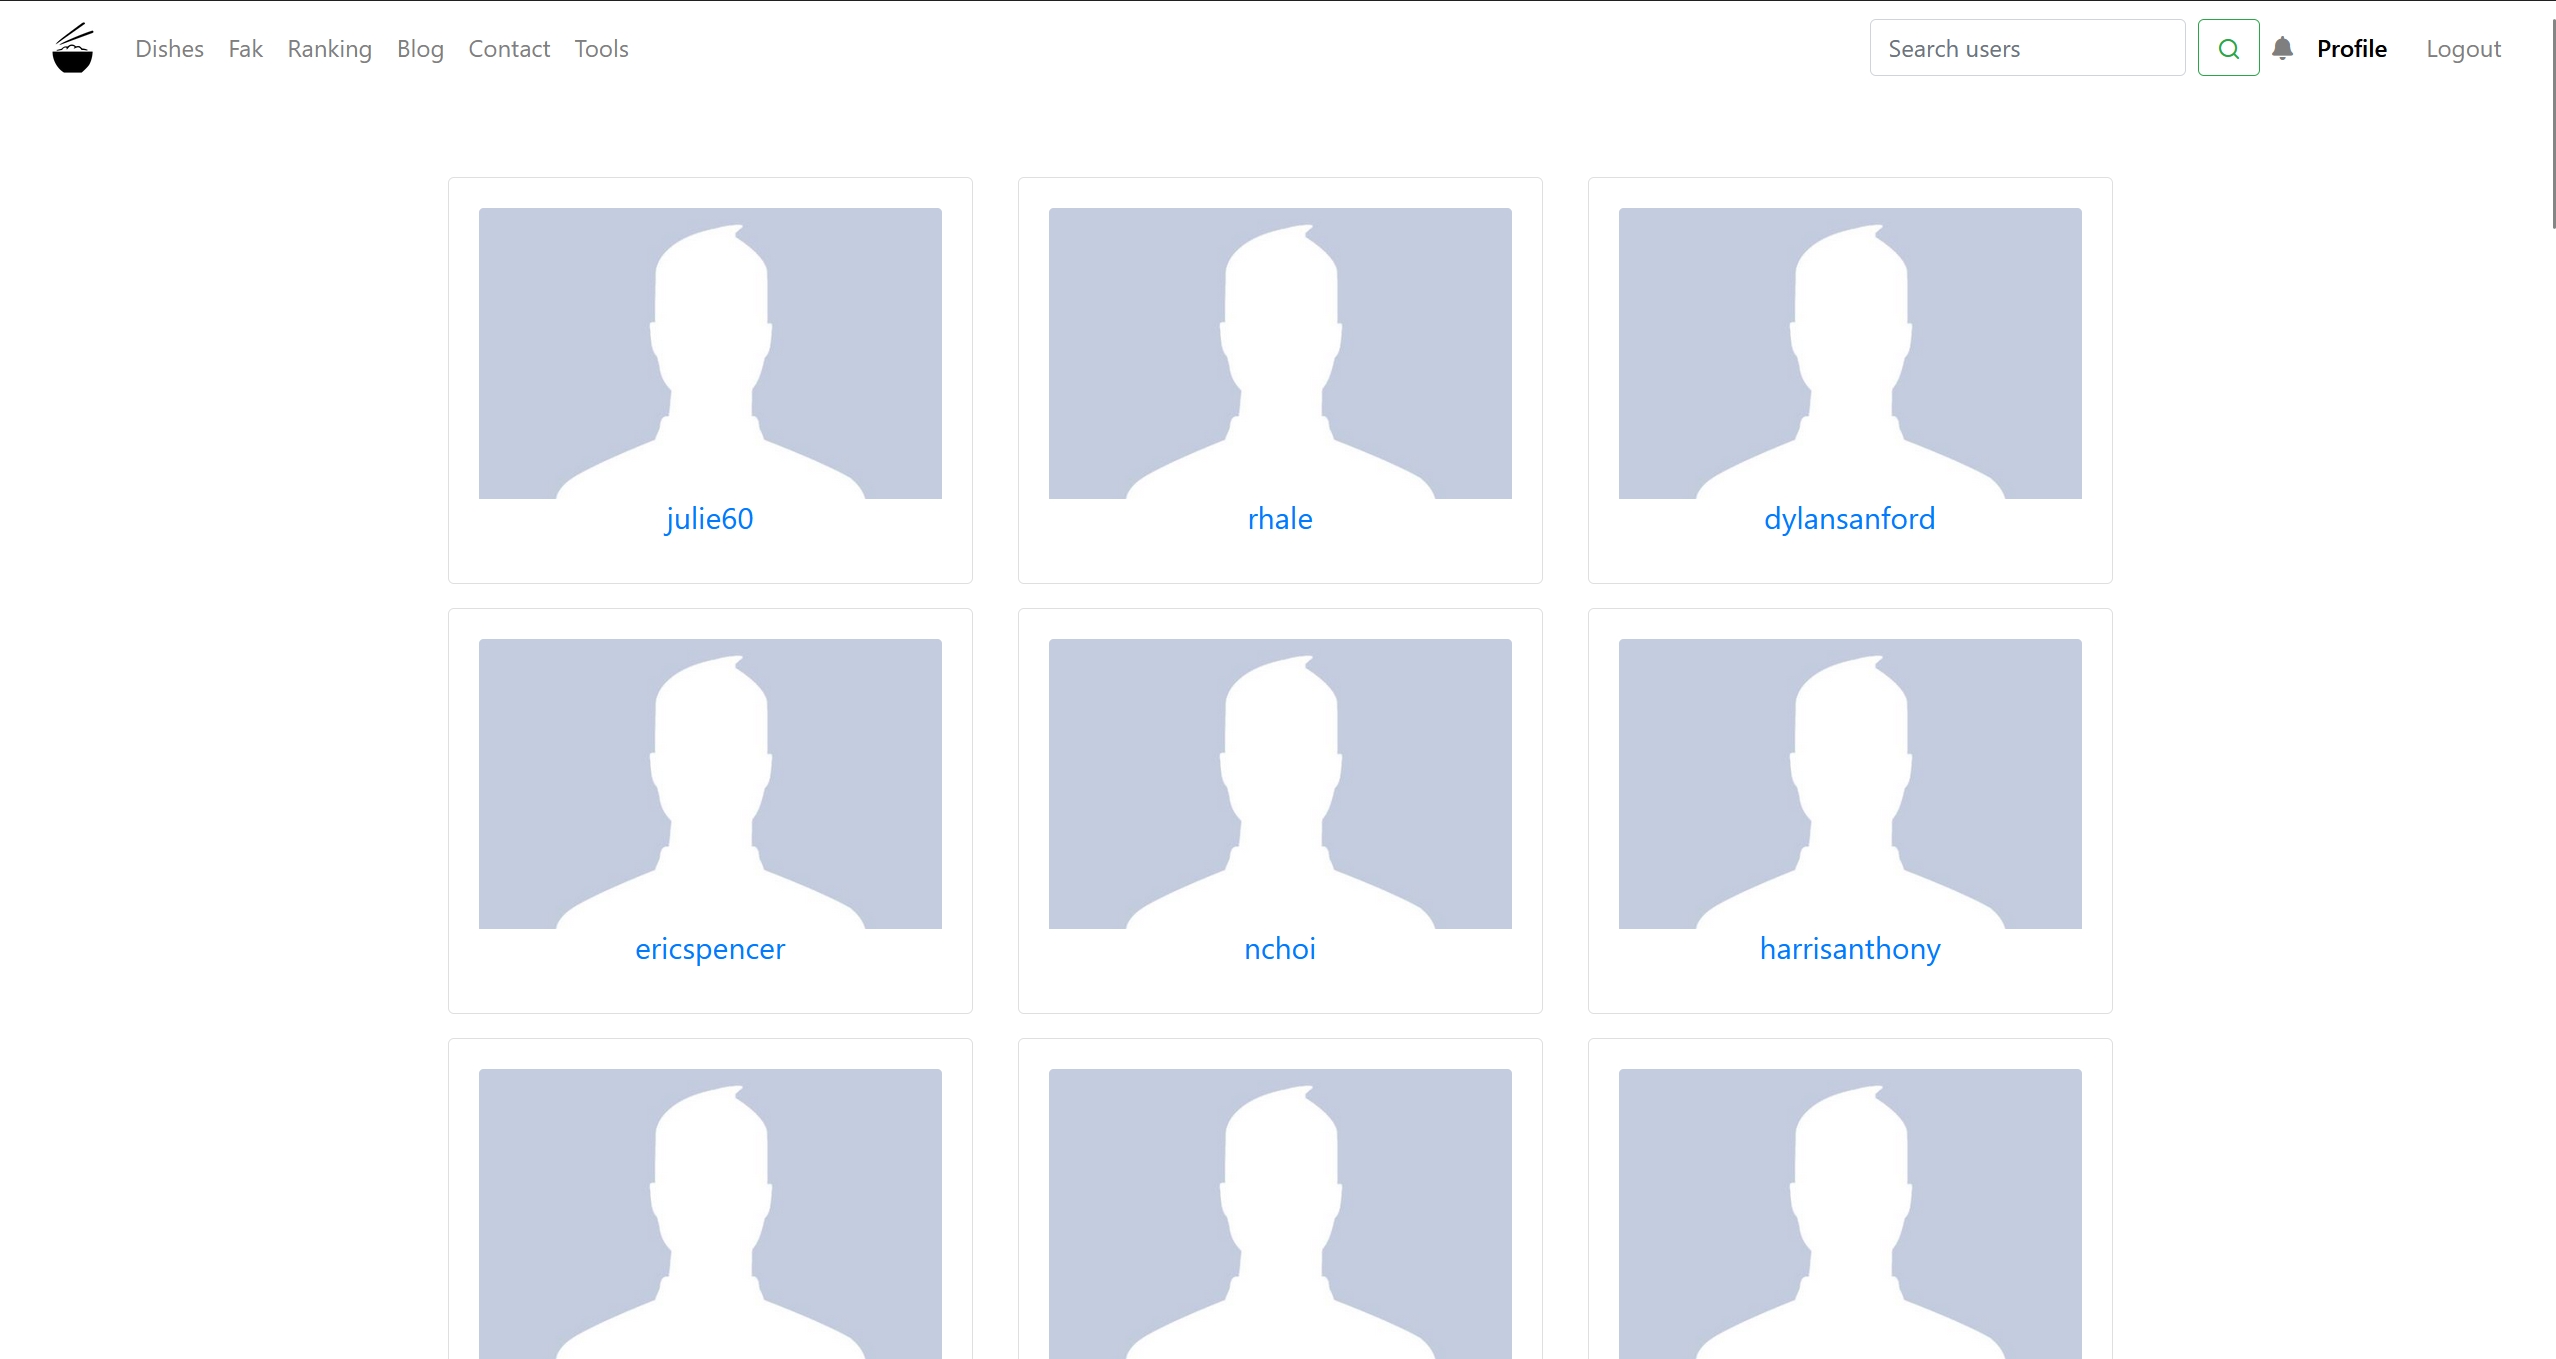 Dishes Fak Ranking Blog Contact Tools Search users Profile Logout
julie60 rhale dylansanford
ericspencer nchoi harrisanthony